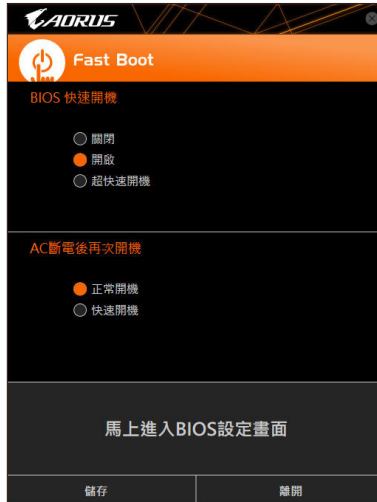 AORUS
Fast Boot
BIOS 快速開機
關閉
開啟
超快速開機
AC斷電後再次開機
正常開機
快速開機
馬上進入BIOS設定畫面
儲存
離開